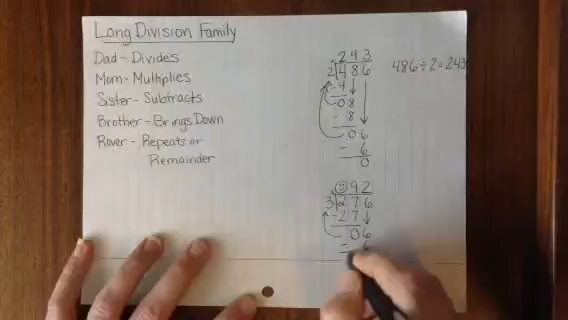 Long Division Family
Dad - Divides
Mom - Multiplies
Sister - Subtracts
Brother - Brings Down
Rover - Repeats or
Remainder
243
2 486
-4
08
-8
06
-6
0
486÷2=243
092
3 276
-27
06
-6